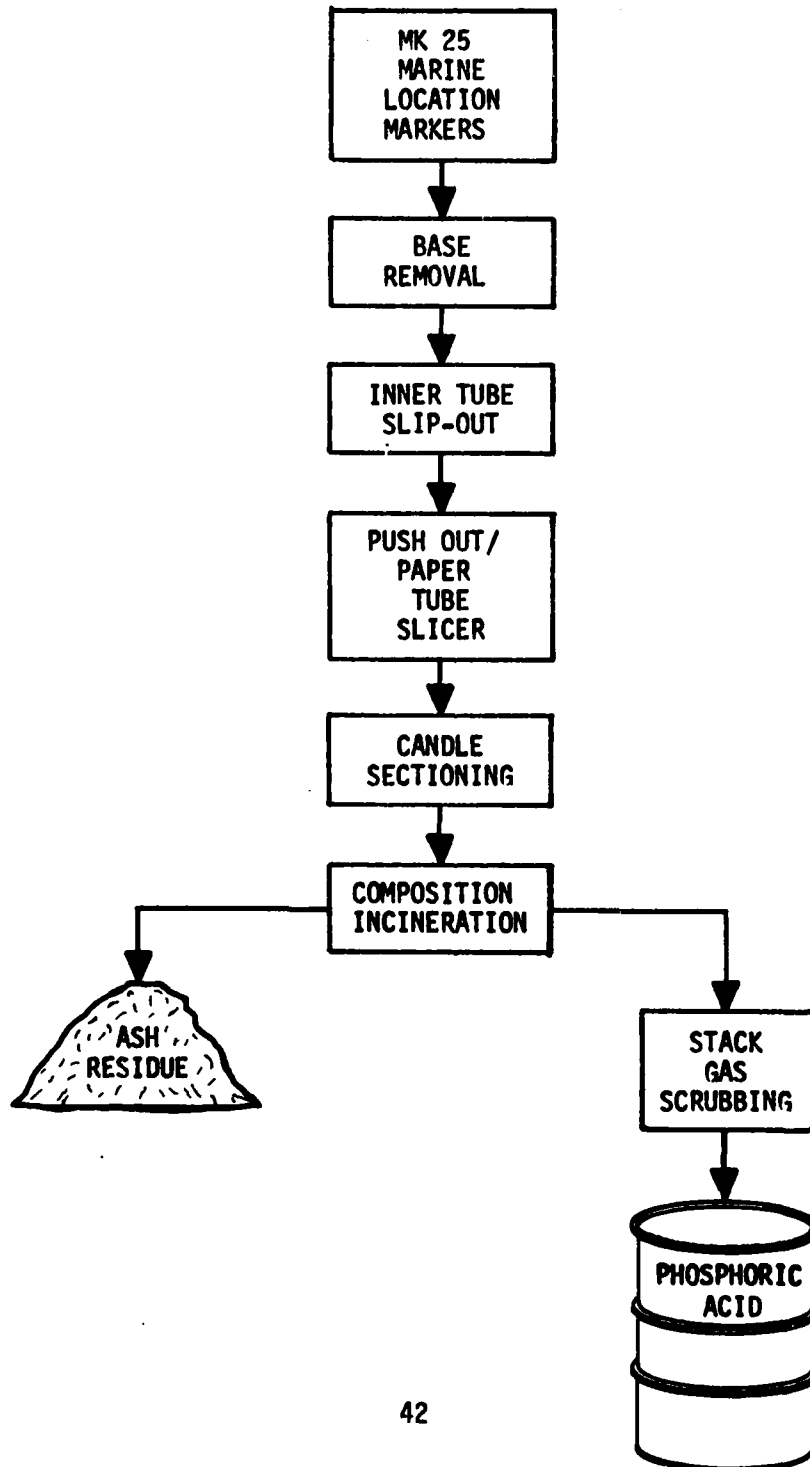 MK 25
MARINE
LOCATION
MARKERS
BASE
REMOVAL
INNER TUBE
SLIP-OUT
PUSH OUT/
PAPER
TUBE
SLICER
CANDLE
SECTIONING
COMPOSITION
INCINERATION
ASH
RESIDUE
STACK
GAS
SCRUBBING
PHOSPHORIC
ACID
42